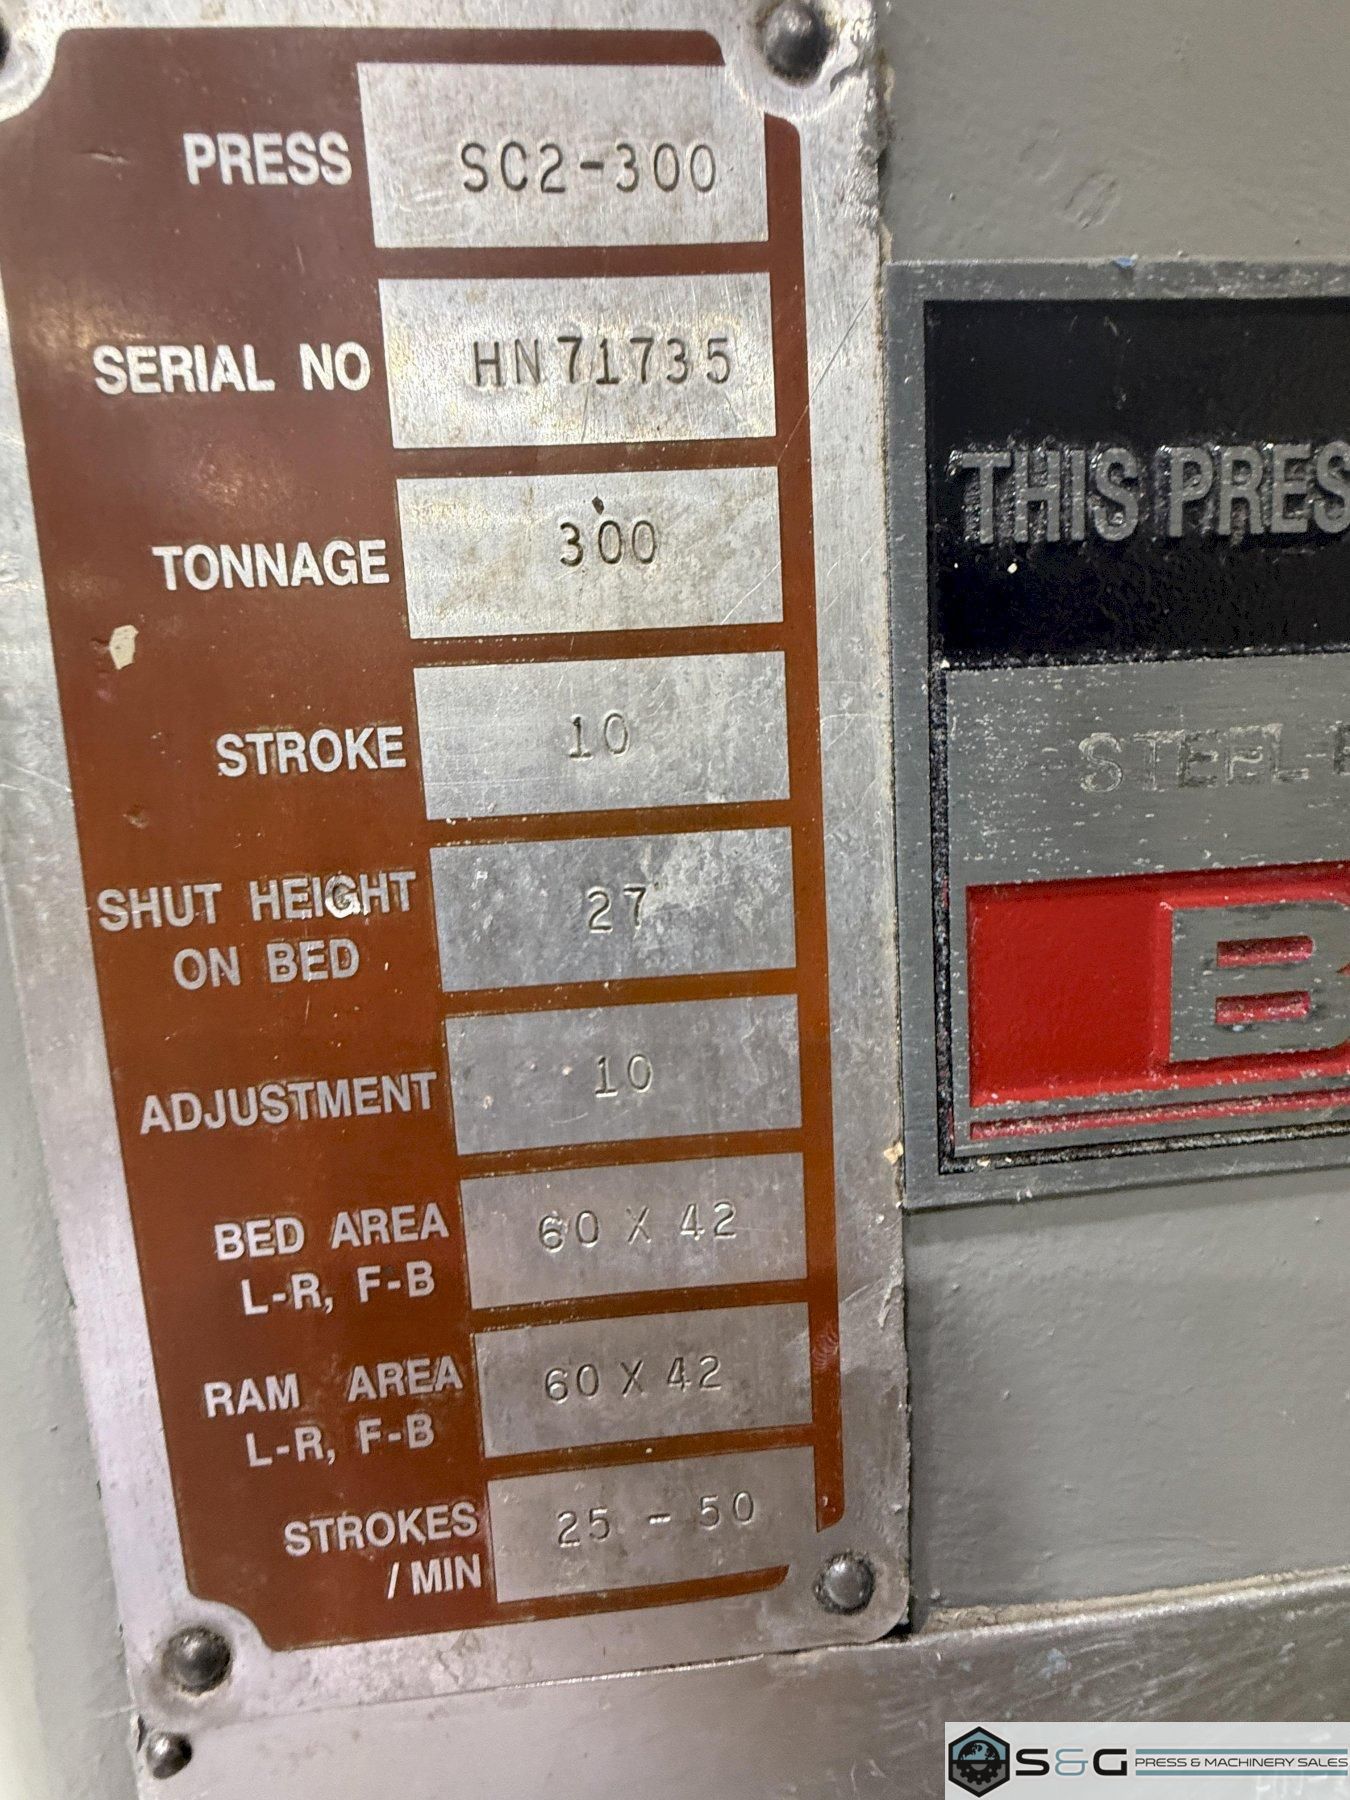 PRESS SC2-300
SERIAL NO HN71735
TONNAGE 300
STROKE 10
SHUT HEIGHT
ON BED 27
ADJUSTMENT 10
BED AREA
L-R, F-B 60 X 42
RAM AREA
L-R, F-B 60 X 42
STROKES
/ MIN 25 - 50
THIS PRES
STEEL-
B
S&G PRESS & MACHINERY SALES